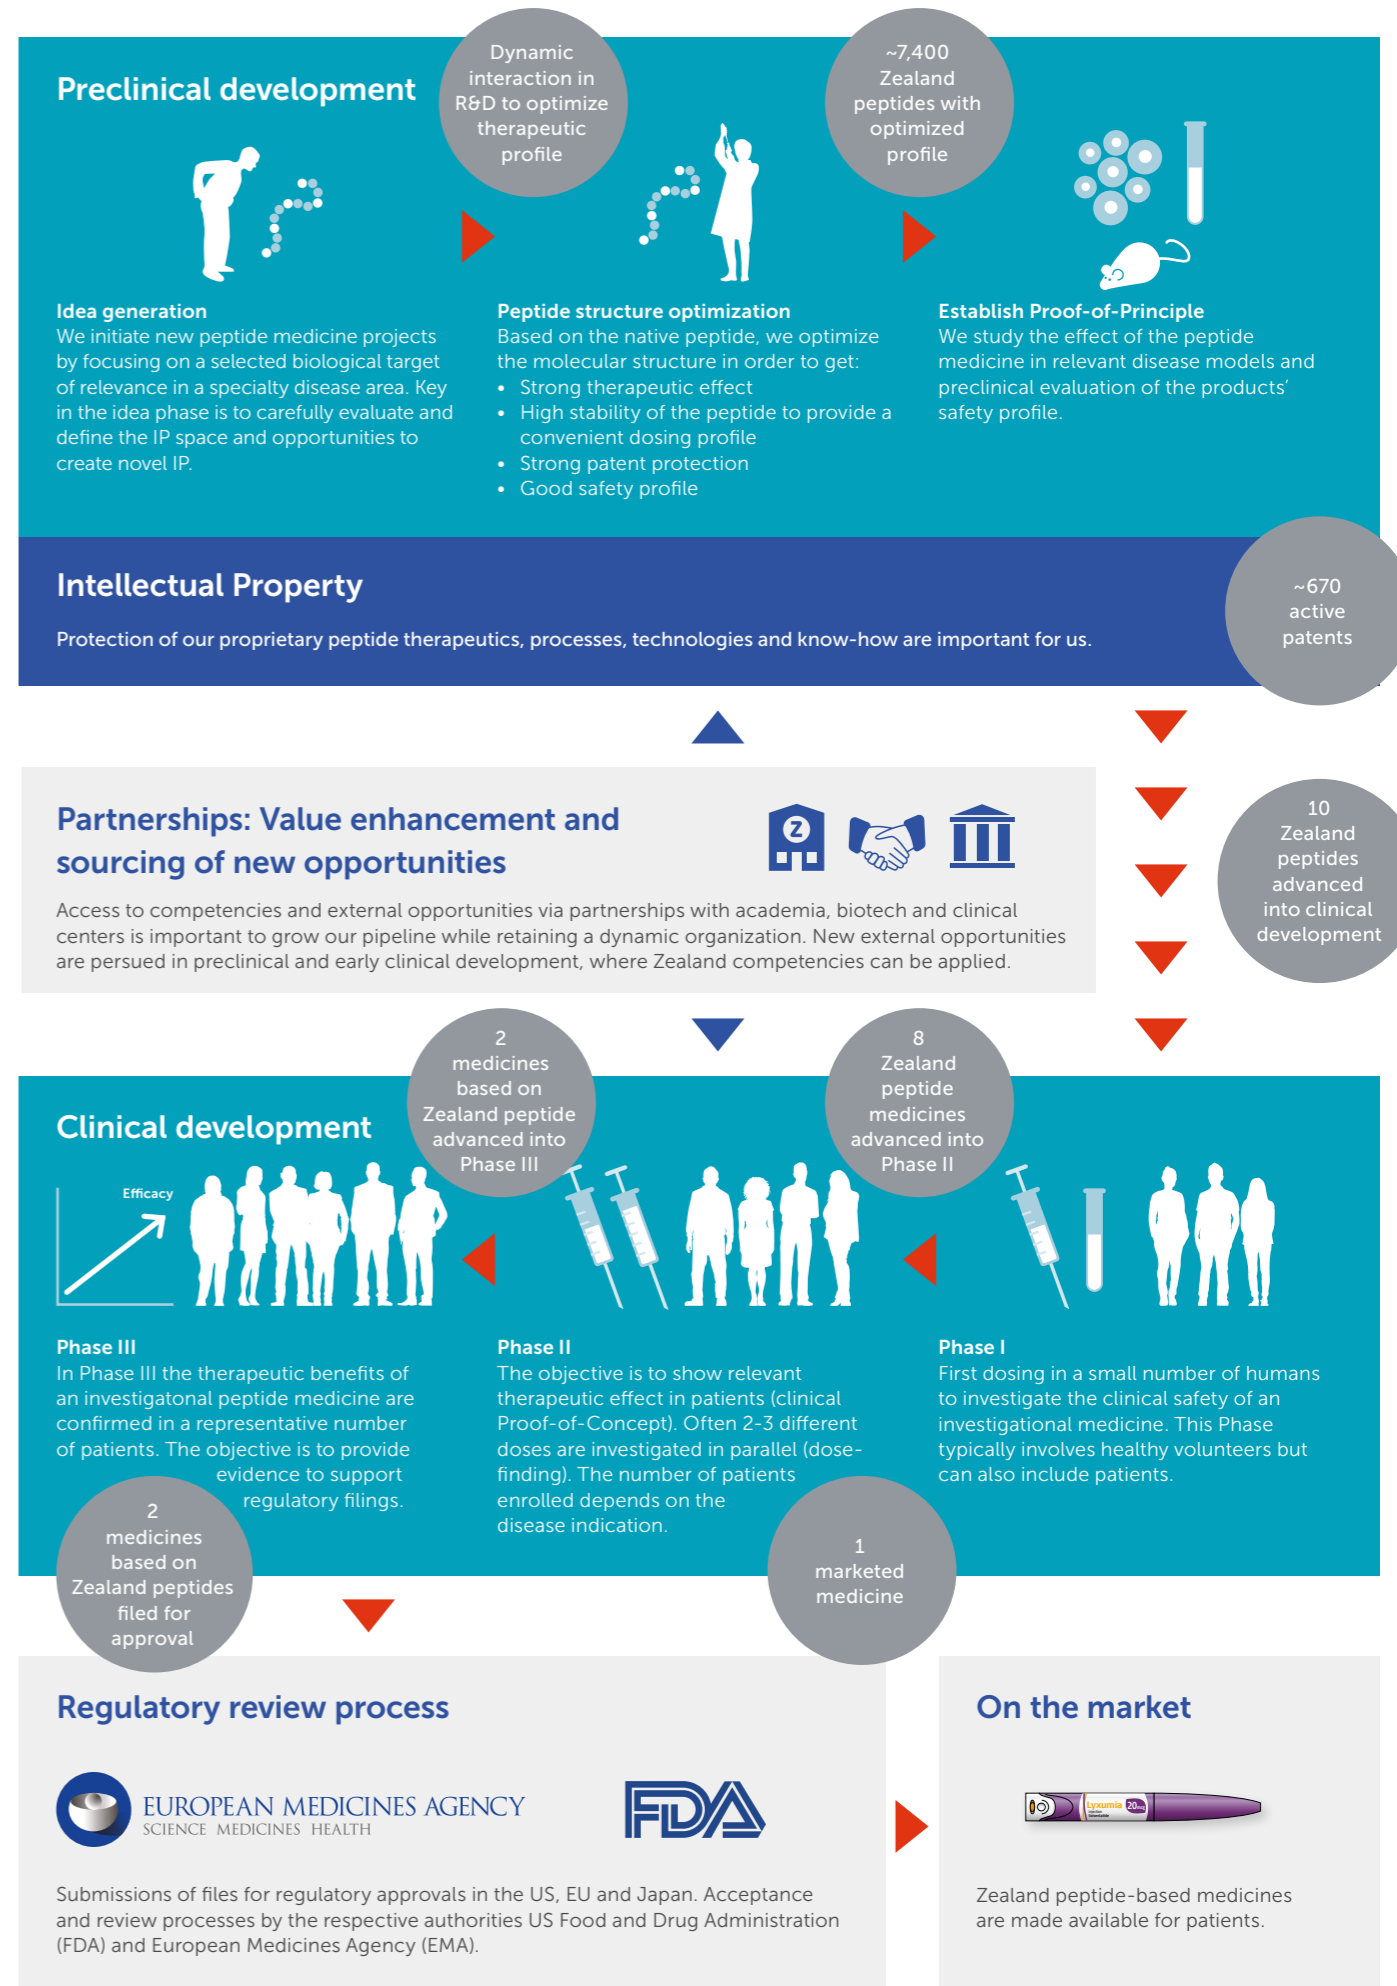 Preclinical development
Dynamic
interaction in
R&D to optimize
therapeutic
profile
~7,400
Zealand
peptides with
optimized
profile
Idea generation
We initiate new peptide medicine projects
by focusing on a selected biological target
of relevance in a specialty disease area. Key
in the idea phase is to carefully evaluate and
define the IP space and opportunities to
create novel IP.
Peptide structure optimization
Based on the native peptide, we optimize
the molecular structure in order to get:
• Strong therapeutic effect
• High stability of the peptide to provide a
convenient dosing profile
• Strong patent protection
• Good safety profile
Establish Proof-of-Principle
We study the effect of the peptide
medicine in relevant disease models and
preclinical evaluation of the products’
safety profile.
Intellectual Property
Protection of our proprietary peptide therapeutics, processes, technologies and know-how are important for us.
~670
active
patents
Partnerships: Value enhancement and
sourcing of new opportunities
Z
Access to competencies and external opportunities via partnerships with academia, biotech and clinical
centers is important to grow our pipeline while retaining a dynamic organization. New external opportunities
are persued in preclinical and early clinical development, where Zealand competencies can be applied.
10
Zealand
peptides
advanced
into clinical
development
Clinical development
2
medicines
based on
Zealand peptide
advanced into
Phase III
8
Zealand
peptide
medicines
advanced into
Phase II
Efficacy
Phase III
In Phase III the therapeutic benefits of
an investigatonal peptide medicine are
confirmed in a representative number
of patients. The objective is to provide
evidence to support
regulatory filings.
Phase II
The objective is to show relevant
therapeutic effect in patients (clinical
Proof-of-Concept). Often 2-3 different
doses are investigated in parallel (dose-
finding). The number of patients
enrolled depends on the
disease indication.
Phase I
First dosing in a small number of humans
to investigate the clinical safety of an
investigational medicine. This Phase
typically involves healthy volunteers but
can also include patients.
2
medicines
based on
Zealand peptides
filed for
approval
1
marketed
medicine
Regulatory review process
EUROPEAN MEDICINES AGENCY
SCIENCE MEDICINES HEALTH
FDA
Submissions of files for regulatory approvals in the US, EU and Japan. Acceptance
and review processes by the respective authorities US Food and Drug Administration
(FDA) and European Medicines Agency (EMA).
On the market
Lyxumia 20mcg
Zealand peptide-based medicines
are made available for patients.